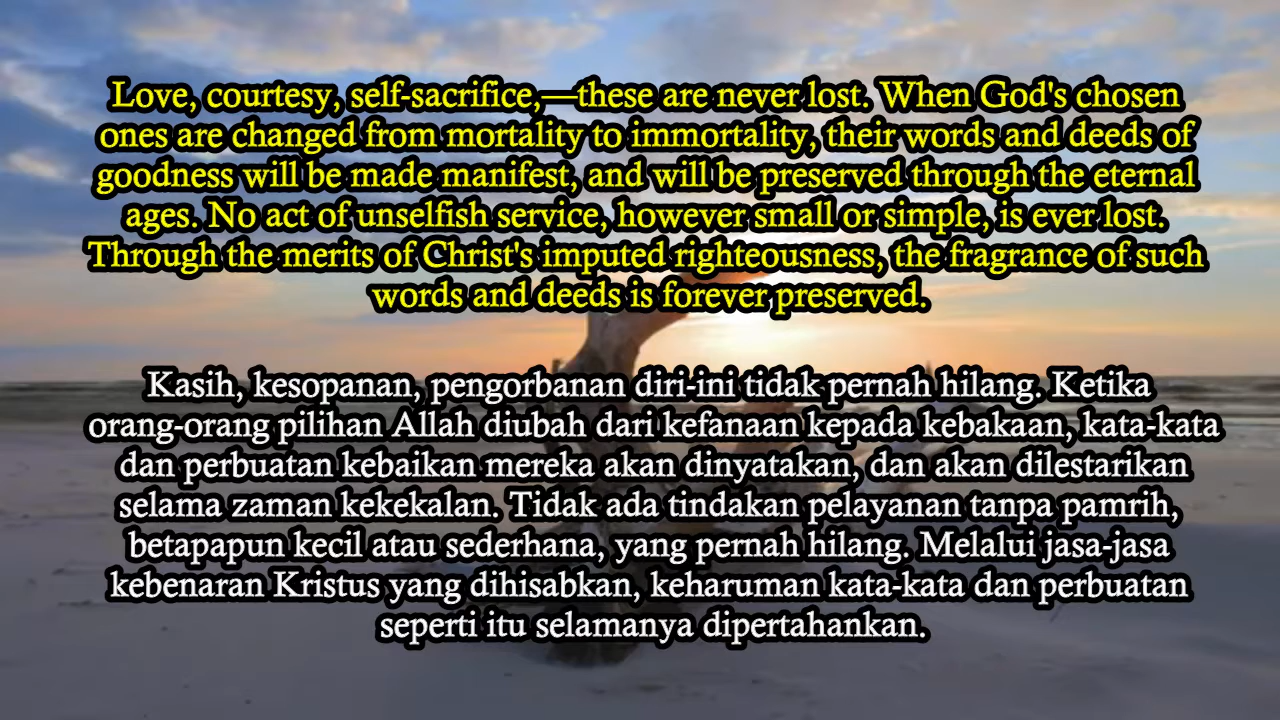 Love, courtesy, self-sacrifice,—these are never lost. When God's chosen
ones are changed from mortality to immortality, their words and deeds of
goodness will be made manifest, and will be preserved through the eternal
ages. No act of unselfish service, however small or simple, is ever lost.
Through the merits of Christ's imputed righteousness, the fragrance of such
words and deeds is forever preserved.
Kasih, kesopanan, pengorbanan diri-ini tidak pernah hilang. Ketika
orang-orang pilihan Allah diubah dari kefanaan kepada kebakaan, kata-kata
dan perbuatan kebaikan mereka akan dinyatakan, dan akan dilestarikan
selama zaman kekekalan. Tidak ada tindakan pelayanan tanpa pamrih,
betapapun kecil atau sederhana, yang pernah hilang. Melalui jasa-jasa
kebenaran Kristus yang dihisabkan, keharuman kata-kata dan perbuatan
seperti itu selamanya dipertahankan.